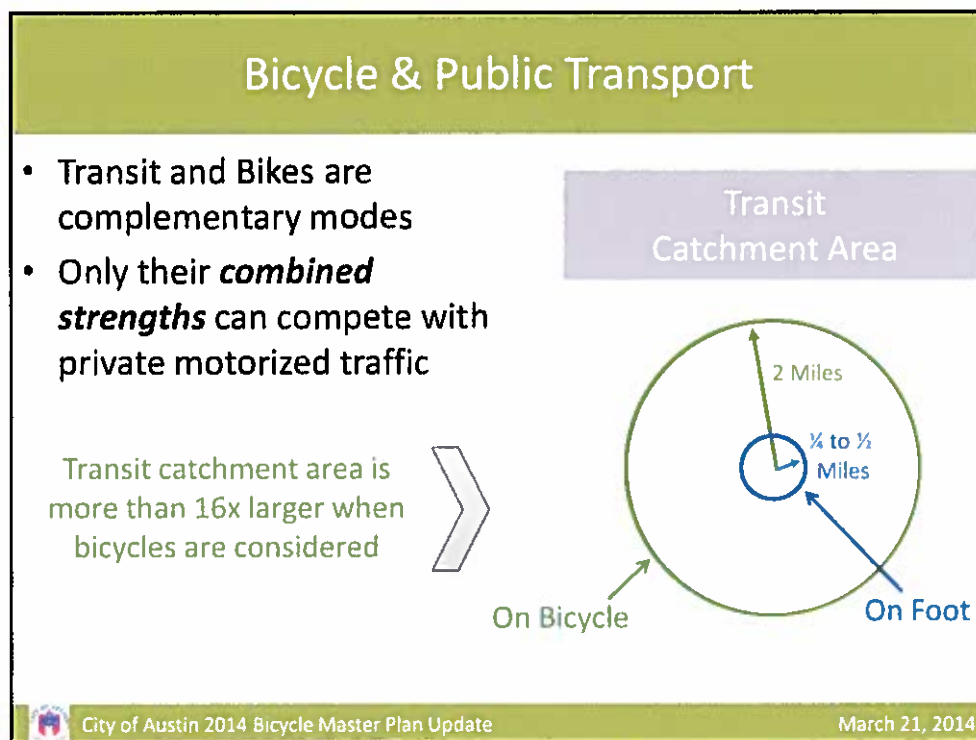 Bicycle & Public Transport
• Transit and Bikes are
complementary modes
• Only their combined
strengths can compete with
private motorized traffic
Transit catchment area is
more than 16x larger when
bicycles are considered
Transit
Catchment Area
2 Miles
¼ to ½
Miles
On Bicycle
On Foot
City of Austin 2014 Bicycle Master Plan Update
March 21, 2014